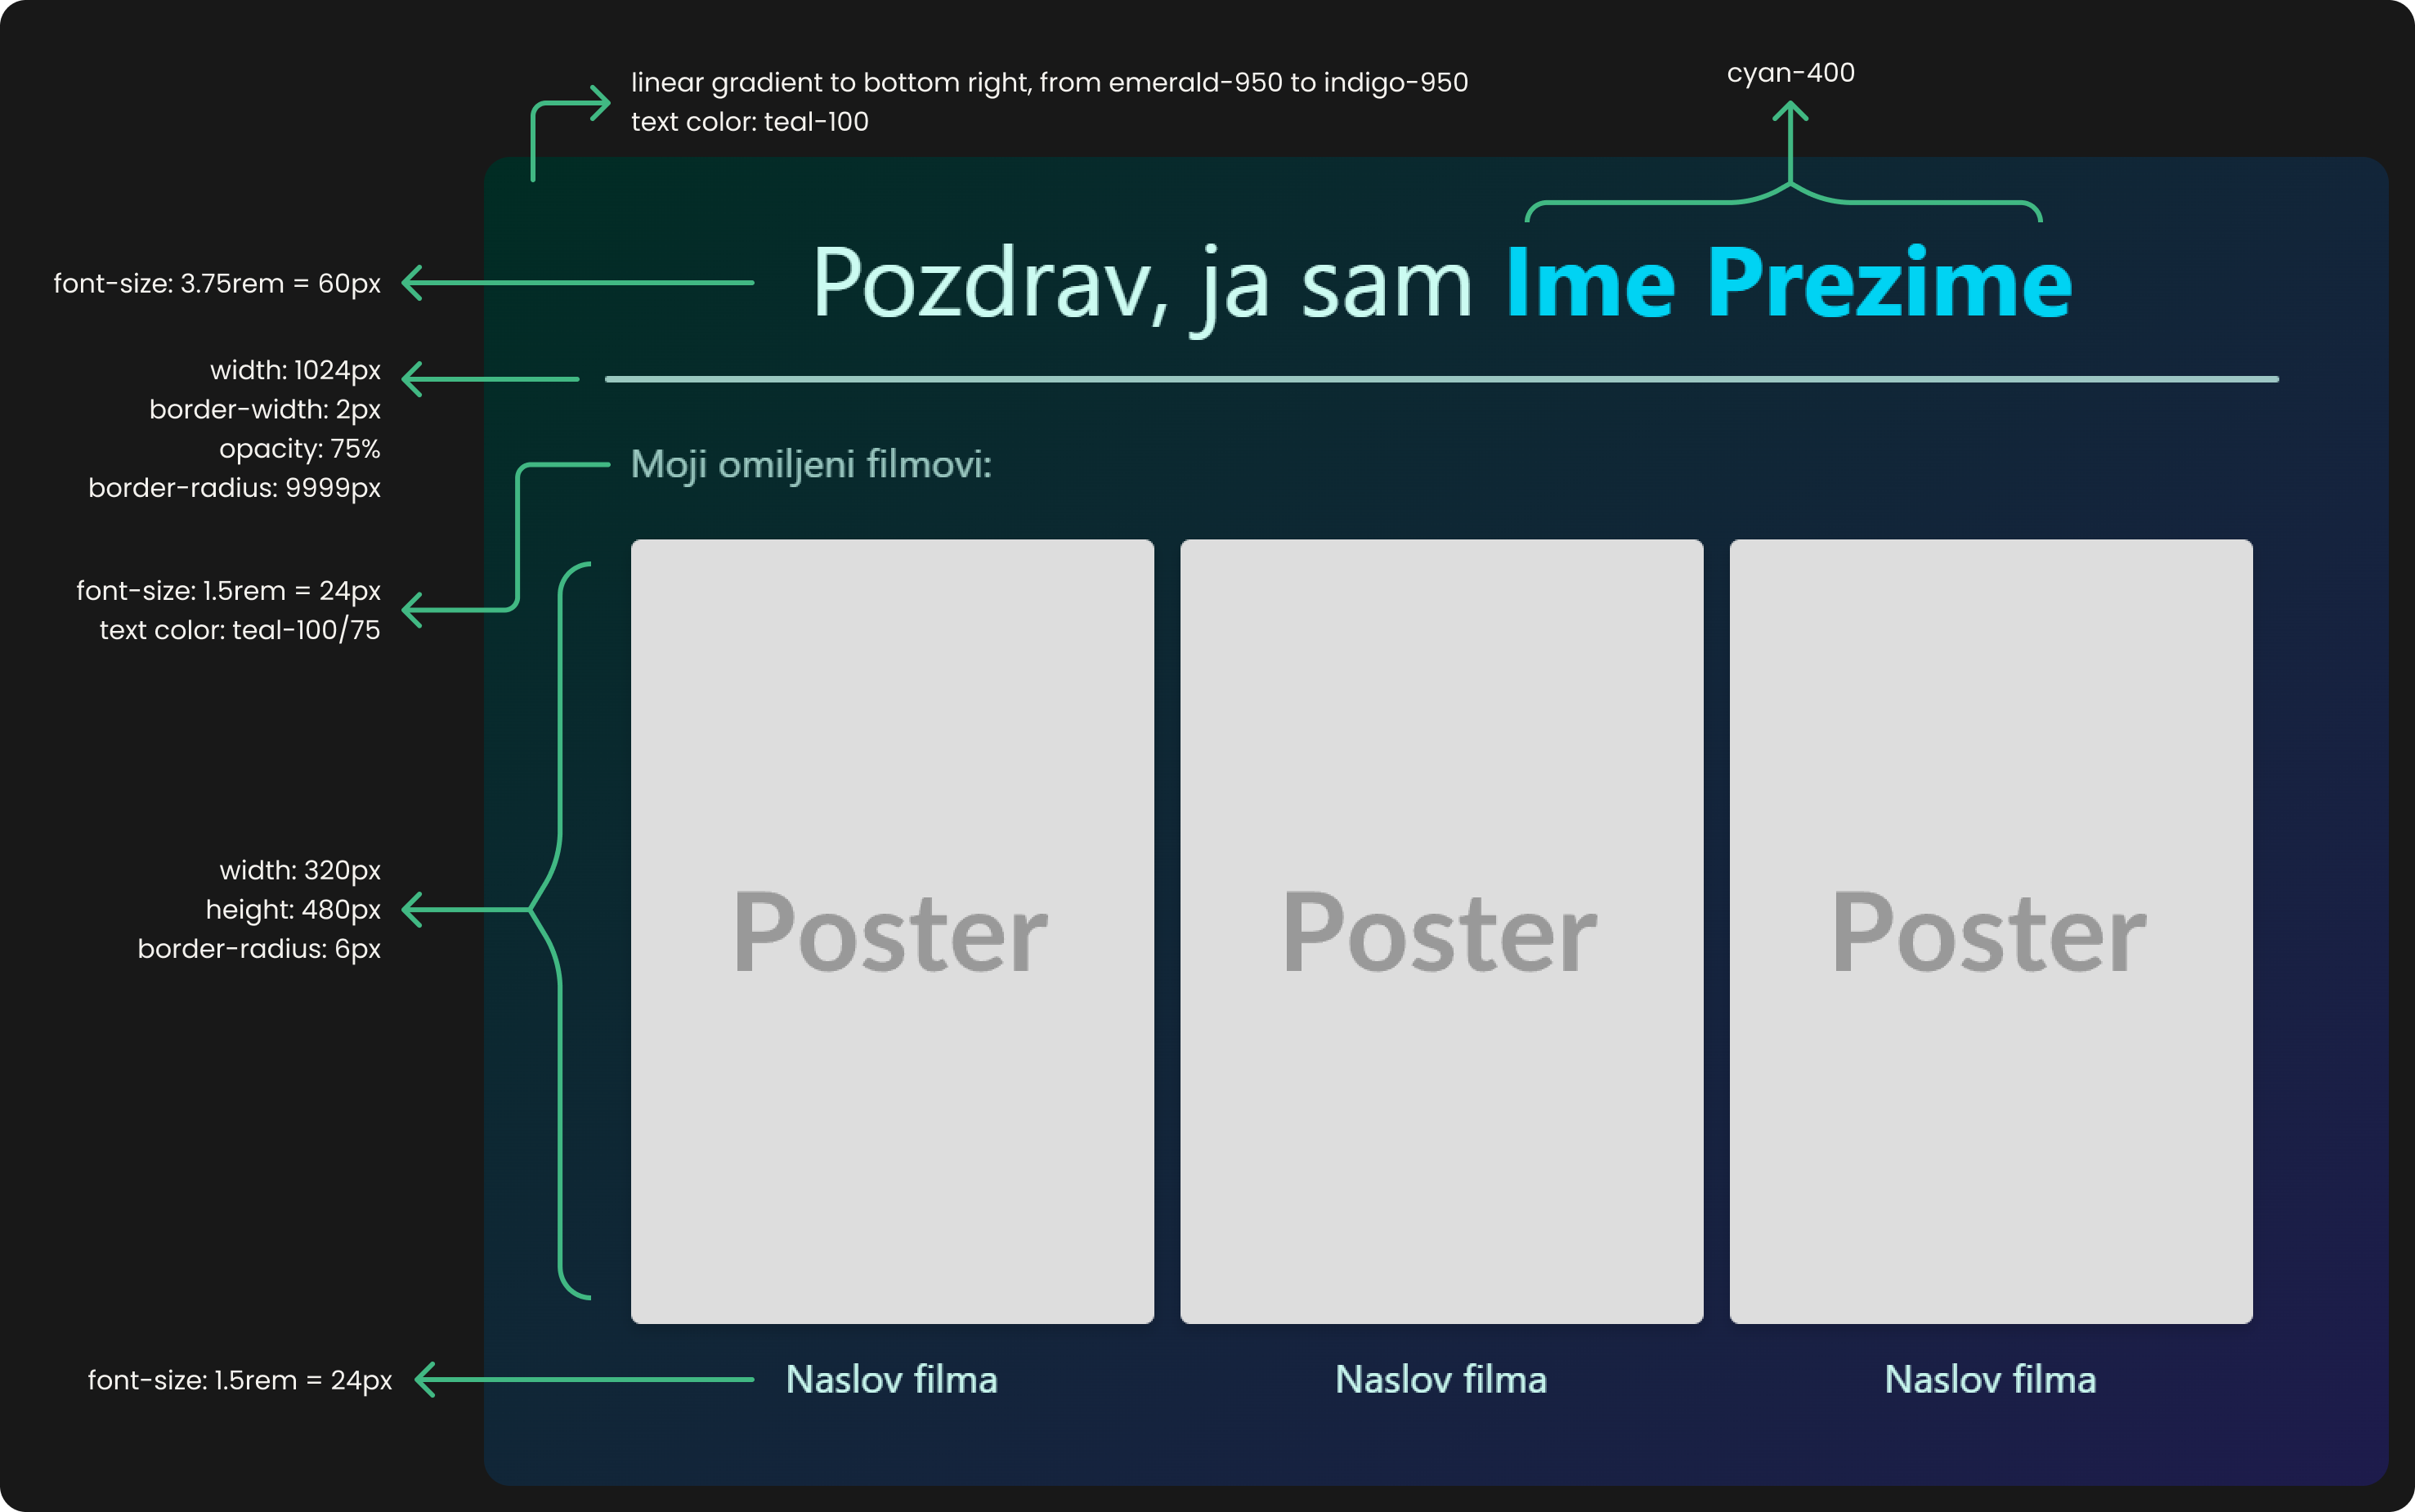 linear gradient to bottom right, from emerald-950 to indigo-950
text color: teal-100
cyan-400
font-size: 3.75rem = 60px
Pozdrav, ja sam Ime Prezime
width: 1024px
border-width: 2px
opacity: 75%
border-radius: 9999px
Moji omiljeni filmovi:
font-size: 1.5rem = 24px
text color: teal-100/75
width: 320px
height: 480px
border-radius: 6px
Poster
Poster
Poster
font-size: 1.5rem = 24px
Naslov filma
Naslov filma
Naslov filma